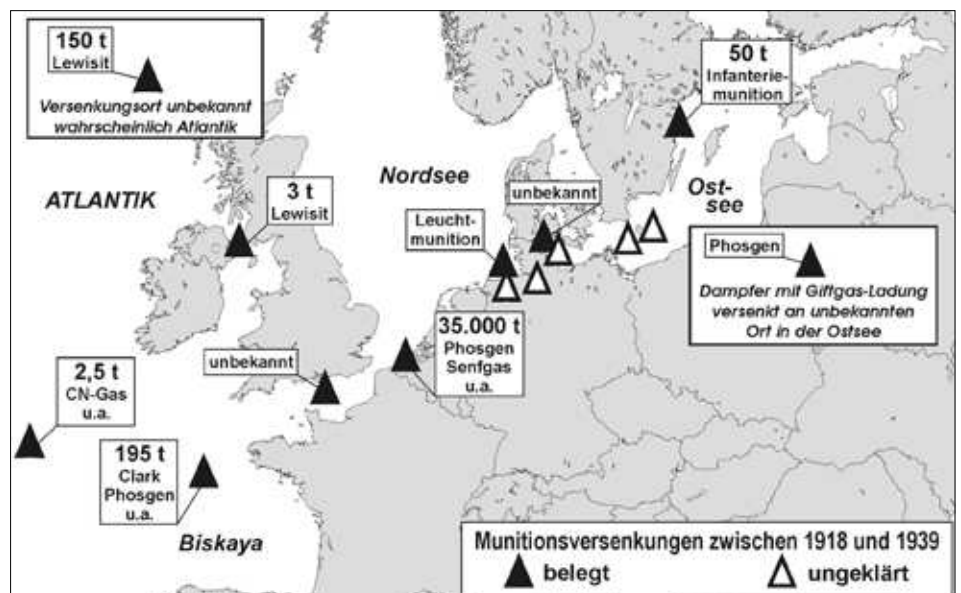 150 t
Lewisit
Versenkungsort unbekannt
wahrscheinlich Atlantik
50 t
Infanterie-
munition
ATLANTIK
Nordsee
unbekannt
Ost-
see
3 t
Lewisit
Leucht-
munition
Phosgen
Dampfer mit Giftgas-Ladung
versenkt an unbekannten
Ort in der Ostsee
35.000 t
Phosgen
Senfgas
u.a.
unbekannt
2,5 t
CN-Gas
u.a.
195 t
Clark
Phosgen
u.a.
Biskaya
Munitionsversenkungen zwischen 1918 und 1939
belegt
ungeklärt